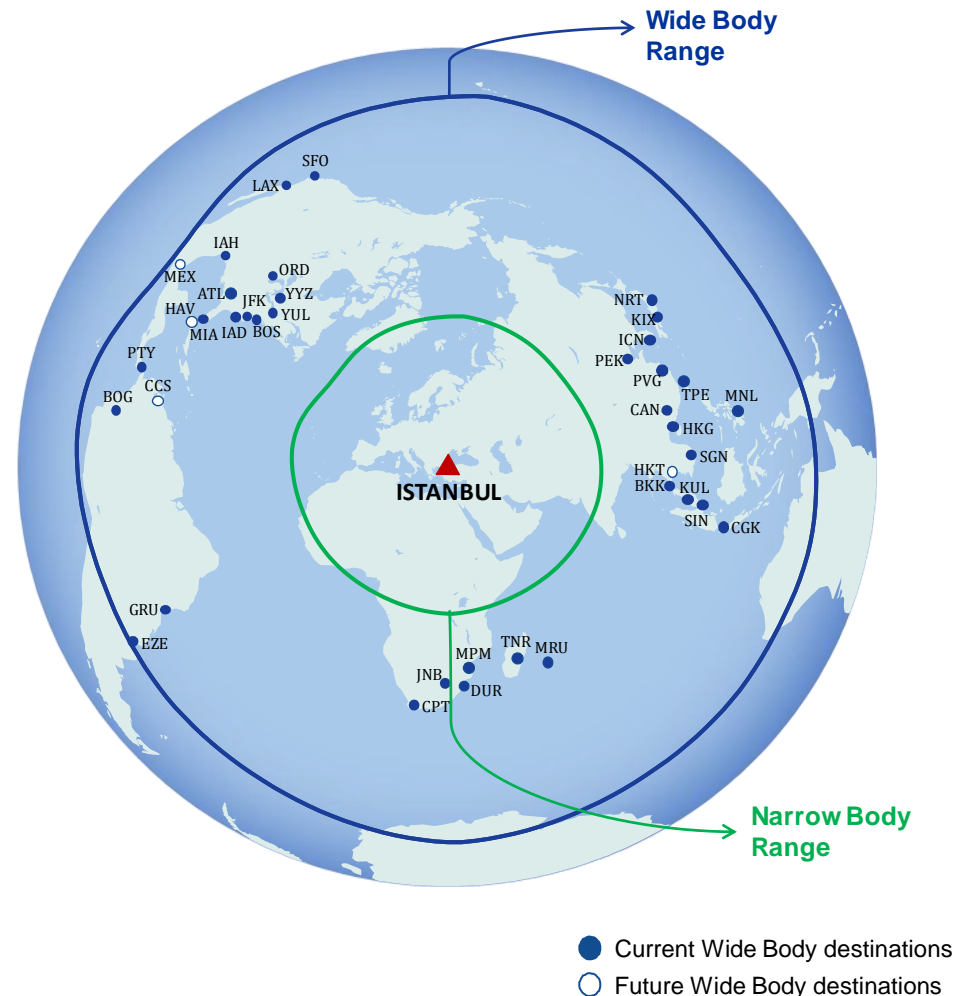 Wide Body
Range
SFO
LAX
IAH
MEX
ORD
ATL
JFK
YYZ
HAV
MIA
IAD
BOS
YUL
PTY
CCS
BOG
NRT
KIX
ICN
PEK
PVG
TPE
MNL
CAN
HKG
SGN
HKT
BKK
KUL
SIN
CGK
ISTANBUL
GRU
EZE
TNR
MRU
MPM
JNB
DUR
CPT
Narrow Body
Range
Current Wide Body destinations
Future Wide Body destinations